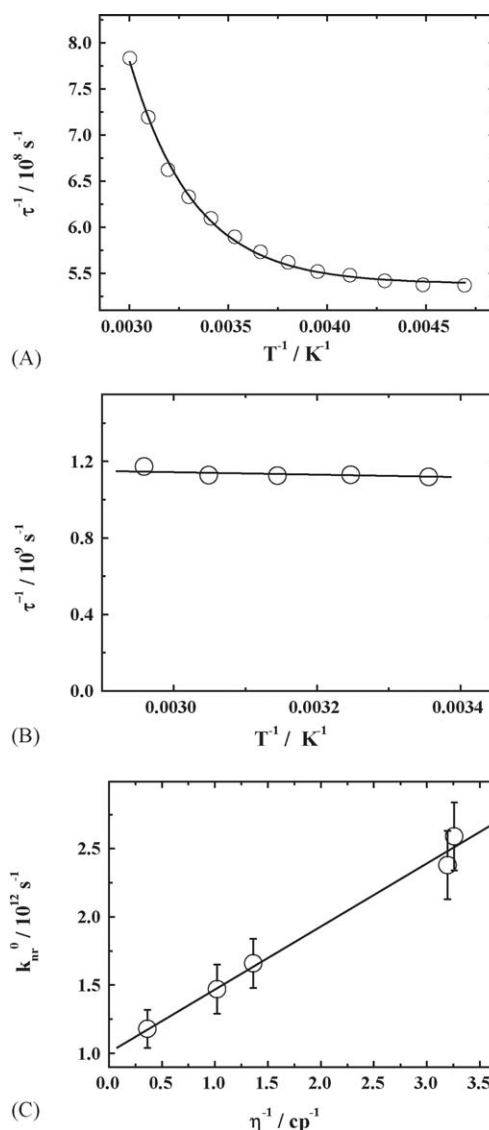 8.0
7.5
7.0
6.5
6.0
5.5
τ⁻¹ / 10⁸ s⁻¹
0.0030 0.0035 0.0040 0.0045
T⁻¹ / K⁻¹
(A)
1.2
0.8
0.4
0.0
τ⁻¹ / 10⁹ s⁻¹
0.0030 0.0032 0.0034
T⁻¹ / K⁻¹
(B)
2.5
2.0
1.5
1.0
kₙᵣ⁰ / 10¹² s⁻¹
0.0 0.5 1.0 1.5 2.0 2.5 3.0 3.5
η⁻¹ / cp⁻¹
(C)